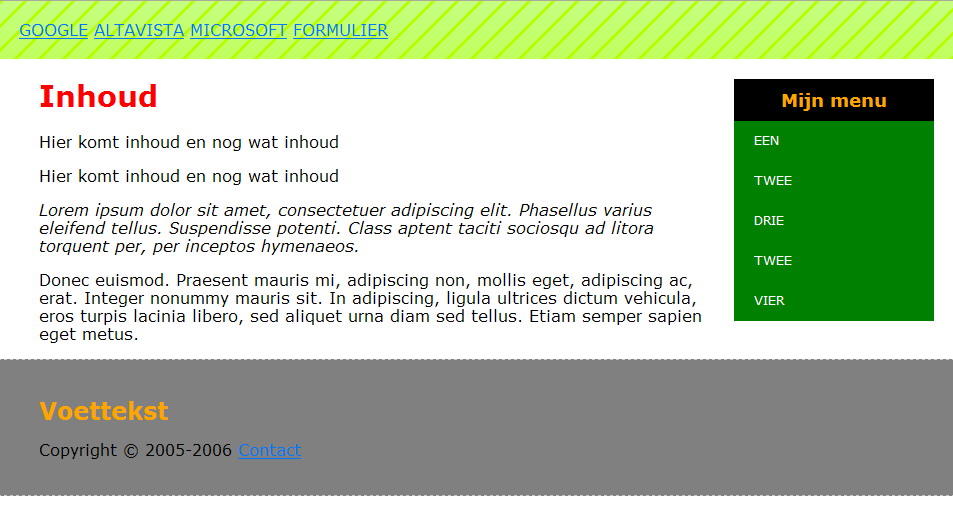 GOOGLE ALTAVISTA MICROSOFT FORMULIER
Inhoud
Hier komt inhoud en nog wat inhoud
Hier komt inhoud en nog wat inhoud
Lorem ipsum dolor sit amet, consectetuer adipiscing elit. Phasellus varius
eleifend tellus. Suspendisse potenti. Class aptent taciti sociosqu ad litora
torquent per, per inceptos hymenaeos.
Donec euismod. Praesent mauris mi, adipiscing non, mollis eget, adipiscing ac,
erat. Integer nonummy mauris sit. In adipiscing, ligula ultrices dictum vehicula,
eros turpis lacinia libero, sed aliquet urna diam sed tellus. Etiam semper sapien
eget metus.
Mijn menu
EEN
TWEE
DRIE
TWEE
VIER
Voettekst
Copyright © 2005-2006 Contact